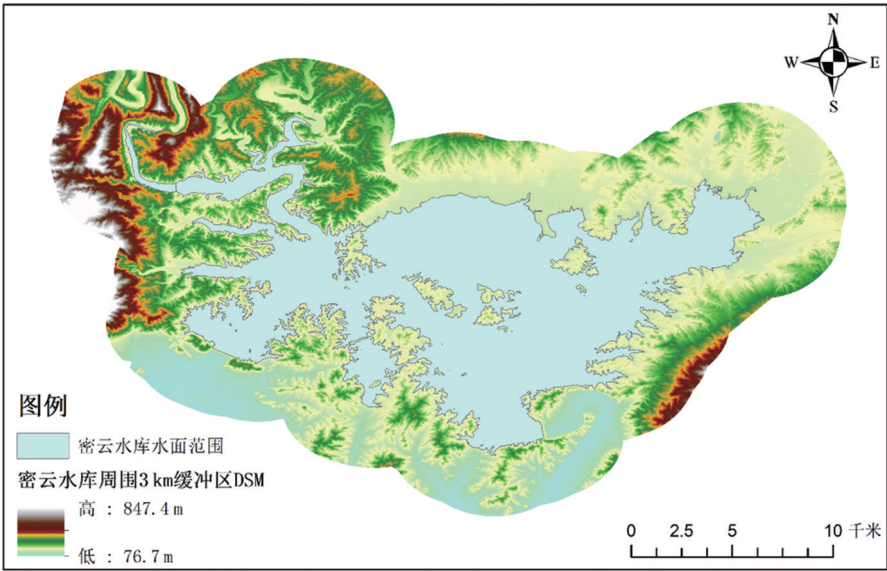 N
W E
S
图例
密云水库水面范围
密云水库周围3 km缓冲区DSM
高 : 847.4 m
低 : 76.7 m
0 2.5 5 10 千米